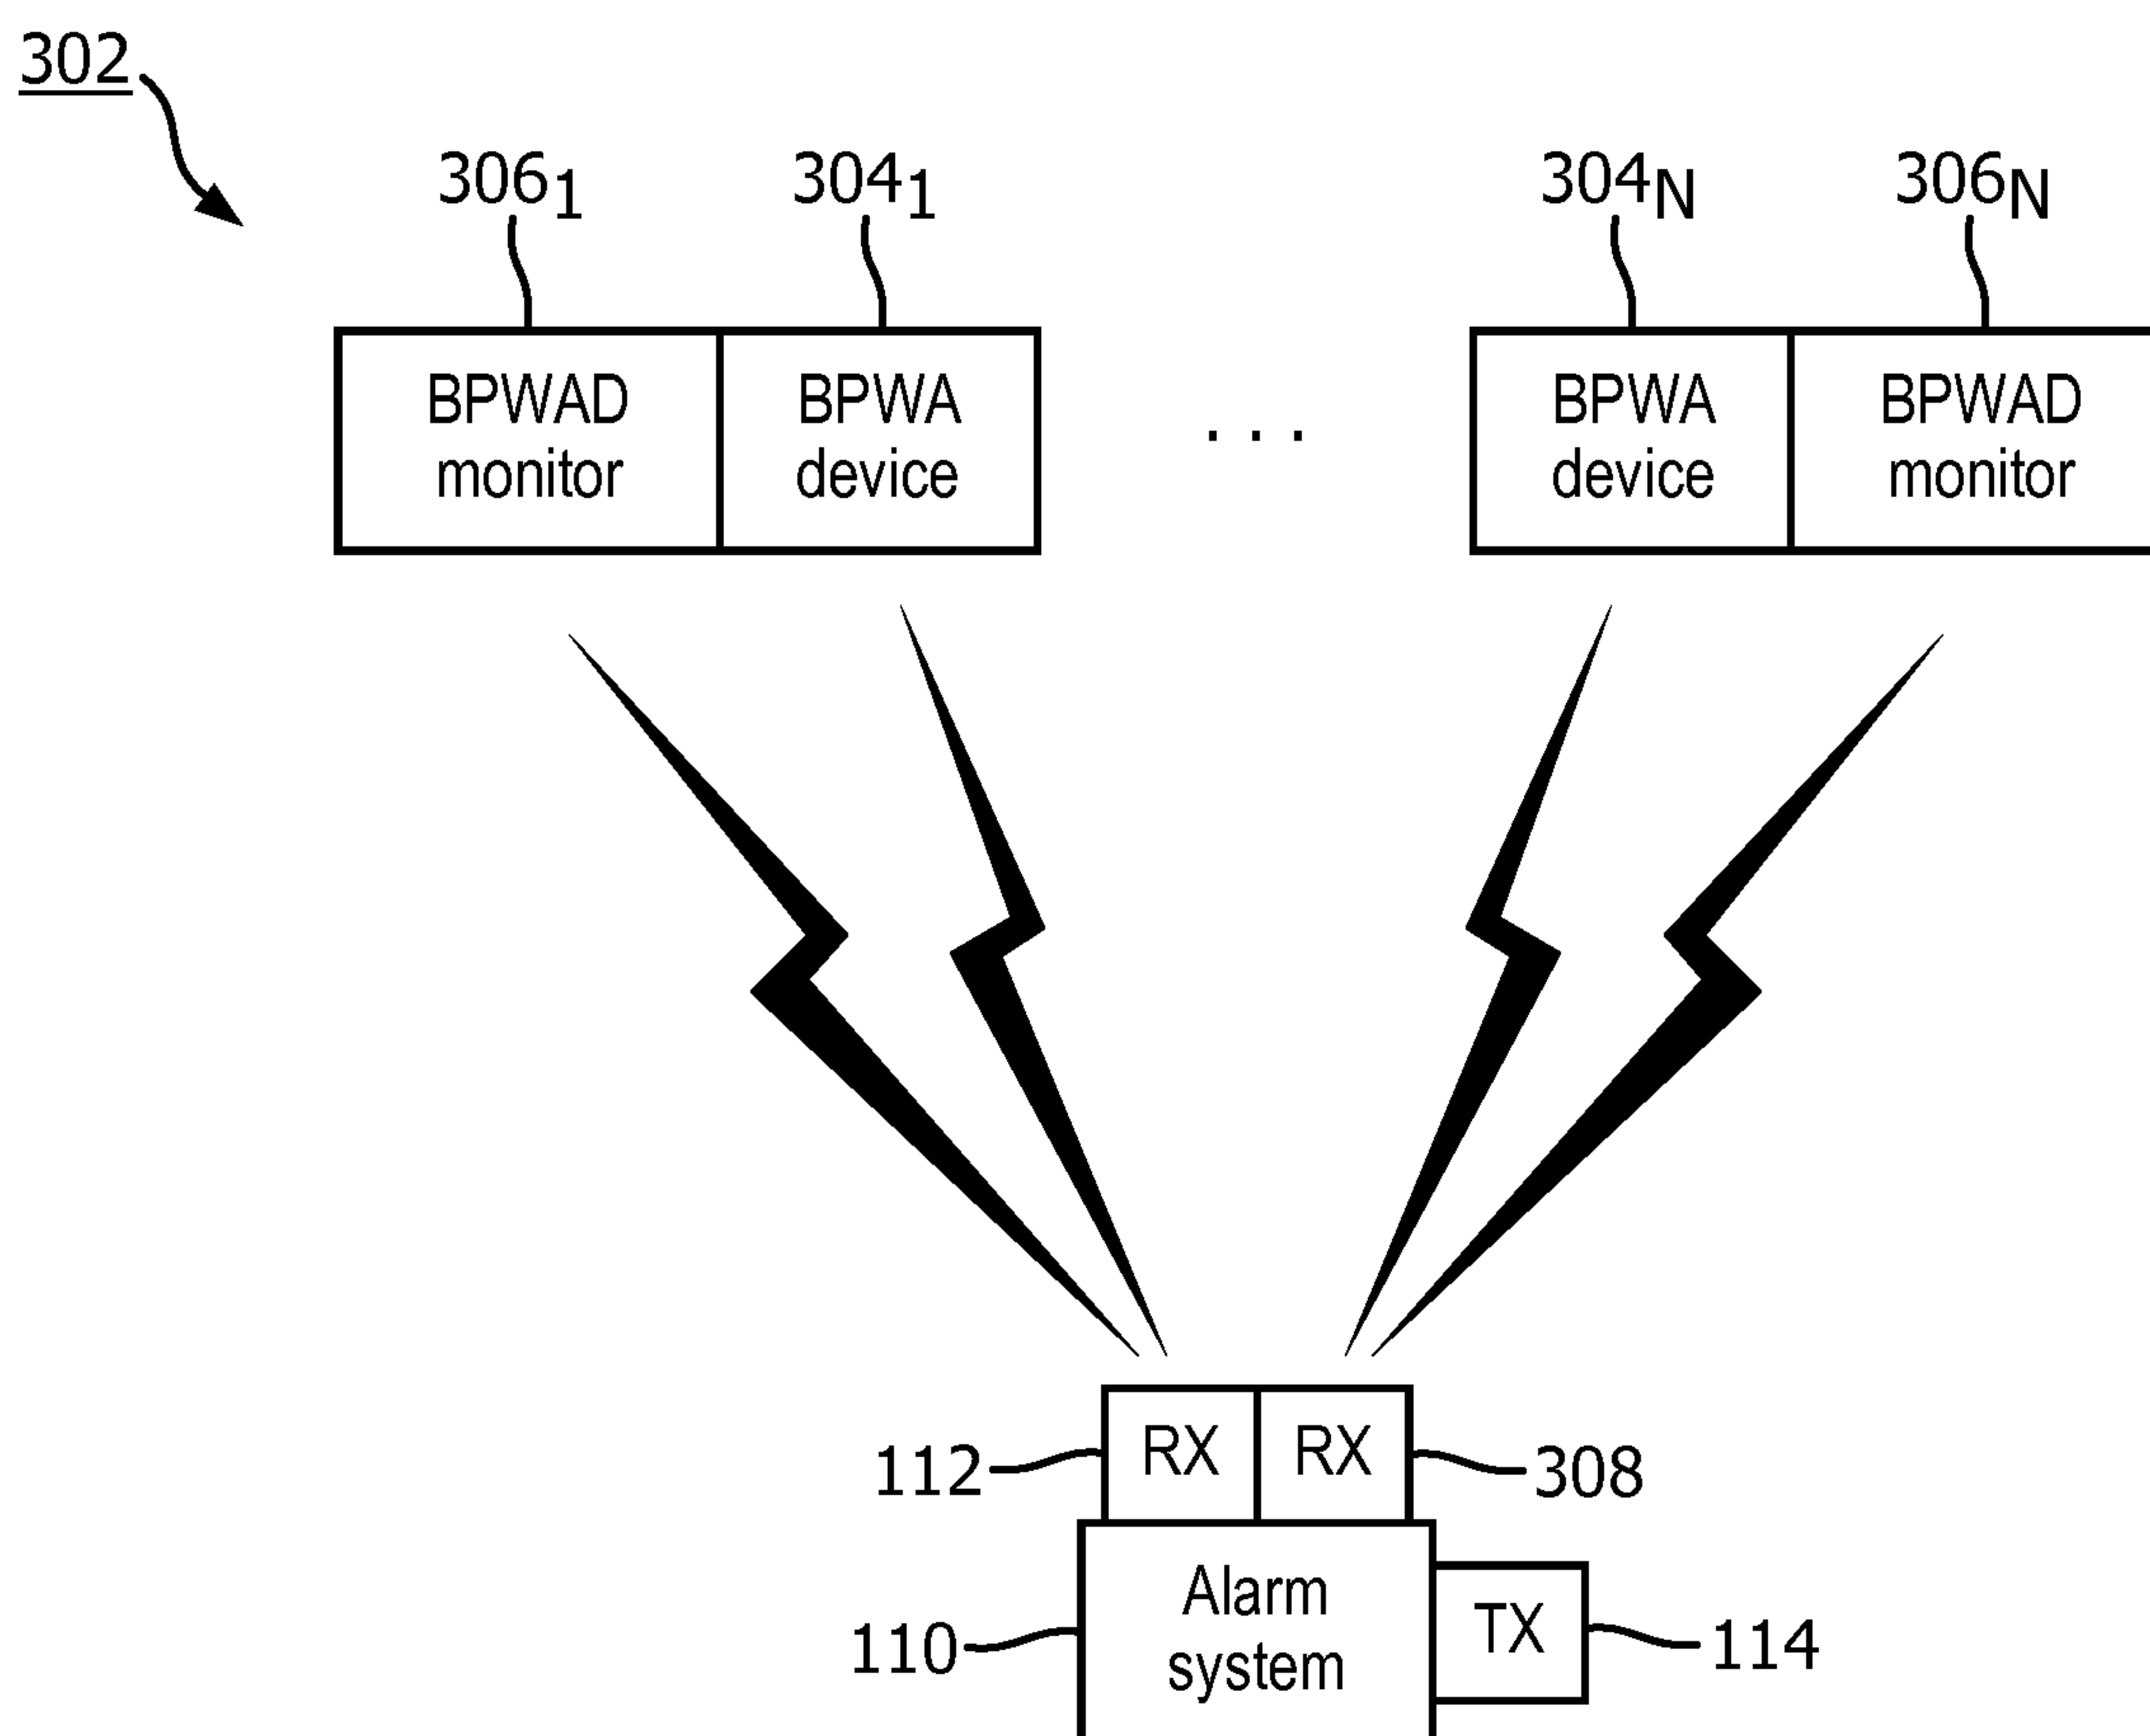 302
306₁ 304₁ 304N 306N
BPWAD BPWA BPWA BPWAD
monitor device . . . device monitor
RX RX
112 308
Alarm
TX
110 system 114